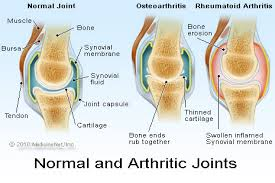 Normal Joint
Muscle
Bone
Bursa
Synovial
membrane
Synovial
fluid
Joint capsule
Tendon
Cartilage
© 2010 MedicineNet, Inc.
Osteoarthritis
Thinned
cartilage
Bone ends
rub together
Rheumatoid Arthritis
Bone
erosion
Swollen inflamed
Synovial membrane
Normal and Arthritic Joints